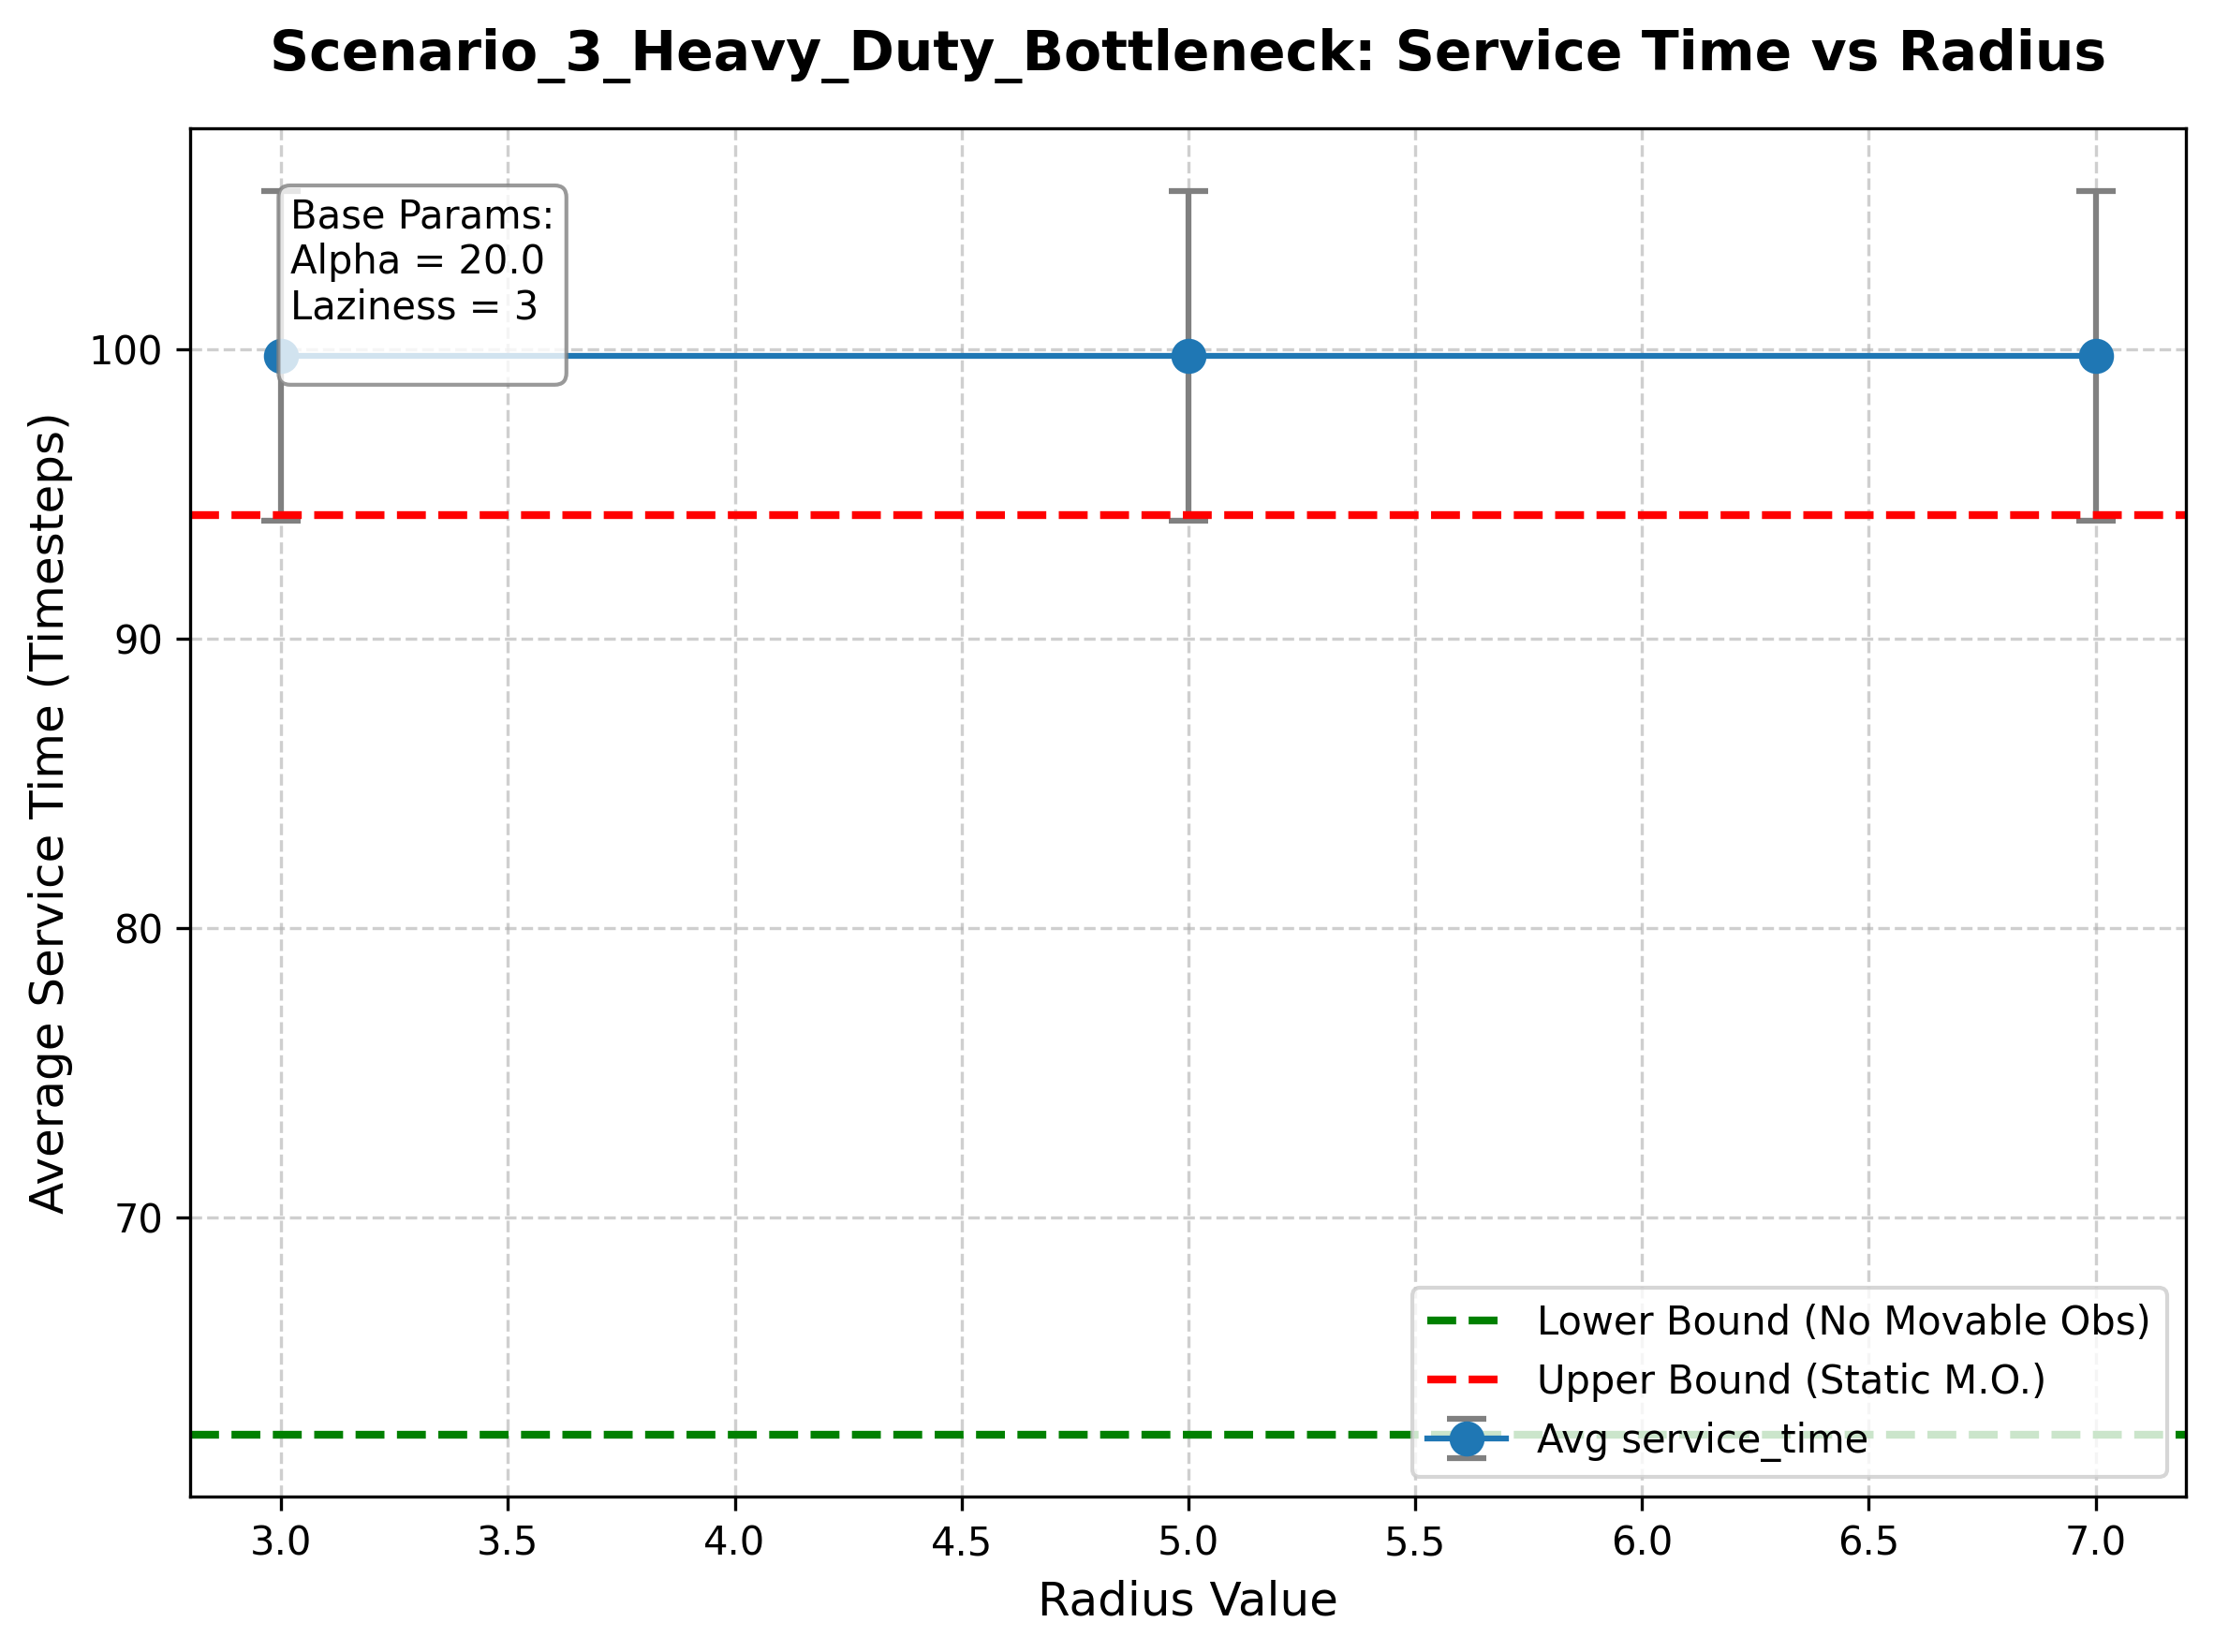 Scenario_3_Heavy_Duty_Bottleneck: Service Time vs Radius
Base Params:
Alpha = 20.0
Laziness = 3
Average Service Time (Timesteps)
100
90
80
70
Lower Bound (No Movable Obs)
Upper Bound (Static M.O.)
Avg service_time
3.0 3.5 4.0 4.5 5.0 5.5 6.0 6.5 7.0
Radius Value